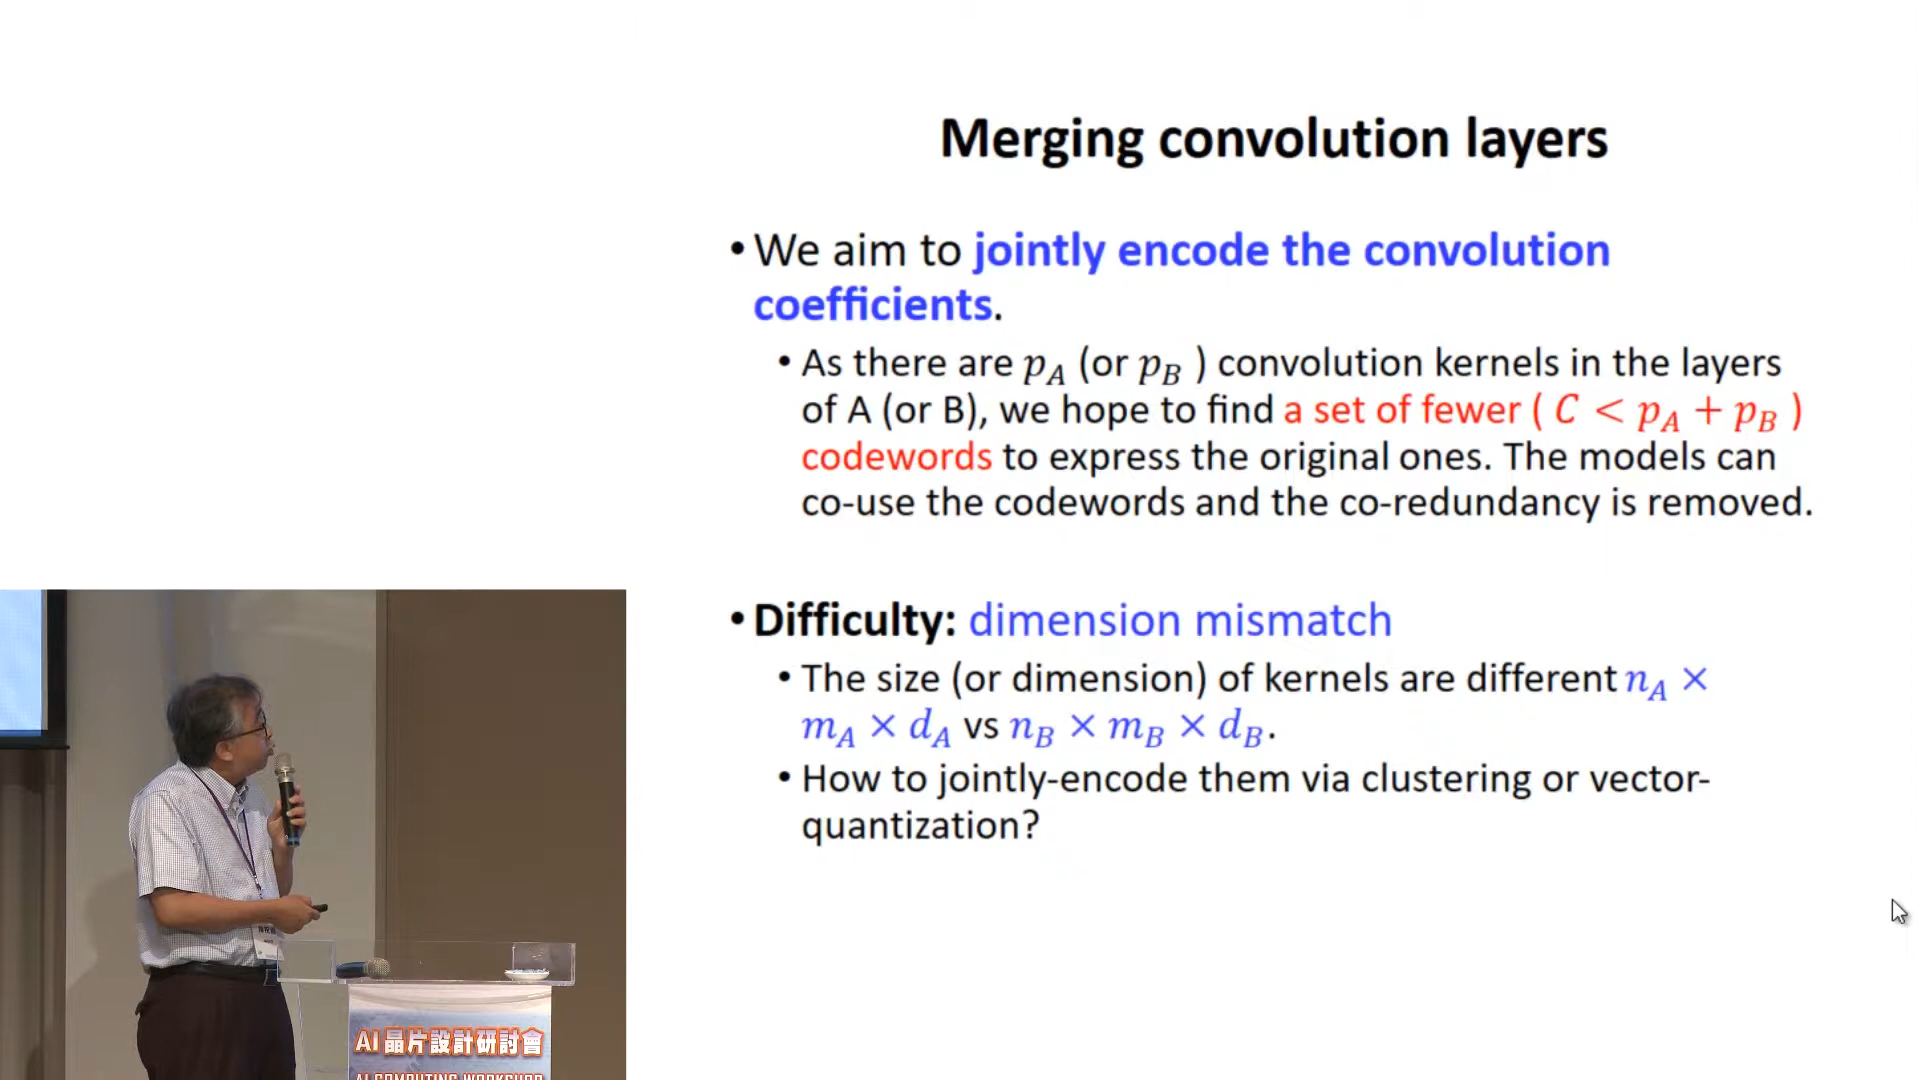 Merging convolution layers
• We aim to jointly encode the convolution
coefficients.
• As there are p_A (or p_B ) convolution kernels in the layers
of A (or B), we hope to find a set of fewer ( C < p_A + p_B )
codewords to express the original ones. The models can
co-use the codewords and the co-redundancy is removed.
• Difficulty: dimension mismatch
• The size (or dimension) of kernels are different n_A ×
m_A × d_A vs n_B × m_B × d_B.
• How to jointly-encode them via clustering or vector-
quantization?
AI晶片設計研討會
AI COMPUTING WORKSHOP